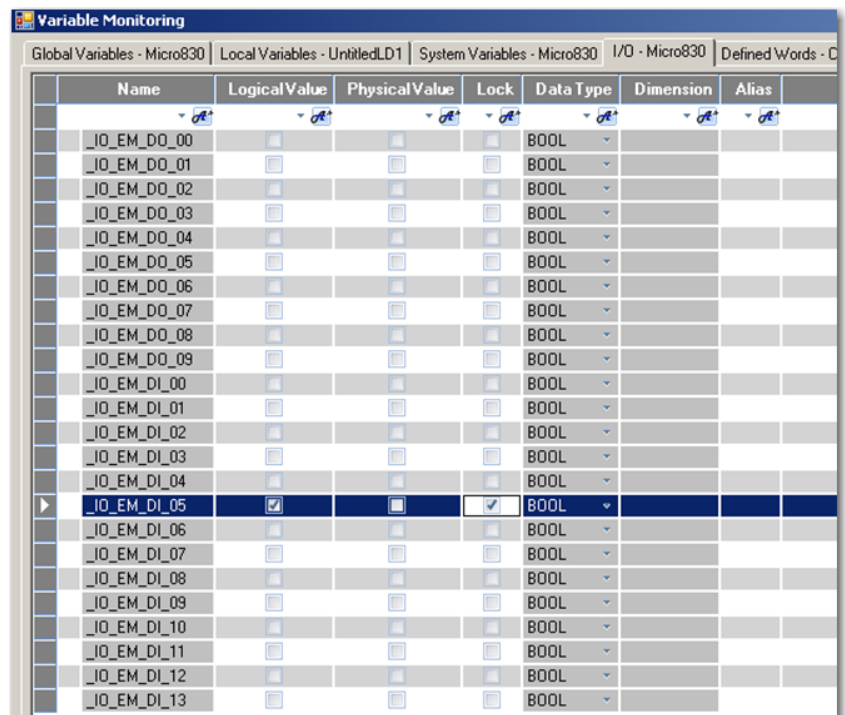 Variable Monitoring
Global Variables - Micro830 Local Variables - UntitledLD1 System Variables - Micro830 I/O - Micro830 Defined Words - D
Name Logical Value Physical Value Lock Data Type Dimension Alias
_IO_EM_DO_00 BOOL
_IO_EM_DO_01 BOOL
_IO_EM_DO_02 BOOL
_IO_EM_DO_03 BOOL
_IO_EM_DO_04 BOOL
_IO_EM_DO_05 BOOL
_IO_EM_DO_06 BOOL
_IO_EM_DO_07 BOOL
_IO_EM_DO_08 BOOL
_IO_EM_DO_09 BOOL
_IO_EM_DI_00 BOOL
_IO_EM_DI_01 BOOL
_IO_EM_DI_02 BOOL
_IO_EM_DI_03 BOOL
_IO_EM_DI_04 BOOL
_IO_EM_DI_05 BOOL
_IO_EM_DI_06 BOOL
_IO_EM_DI_07 BOOL
_IO_EM_DI_08 BOOL
_IO_EM_DI_09 BOOL
_IO_EM_DI_10 BOOL
_IO_EM_DI_11 BOOL
_IO_EM_DI_12 BOOL
_IO_EM_DI_13 BOOL